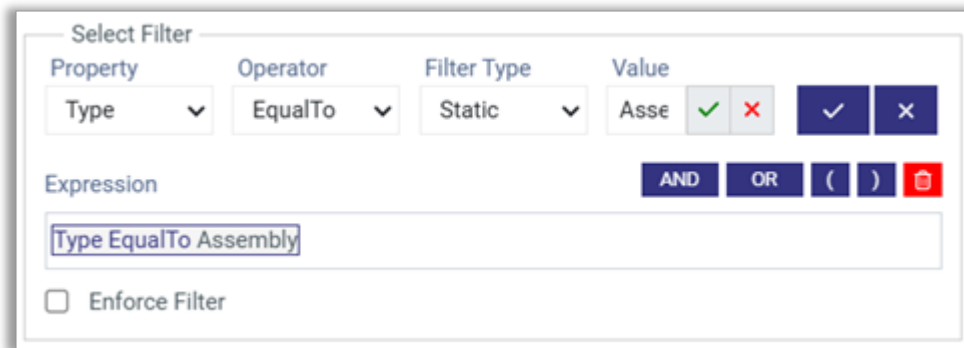 Select Filter
Property Operator Filter Type Value
Type EqualTo Static Asse
Expression AND OR ( )
Type EqualTo Assembly
Enforce Filter